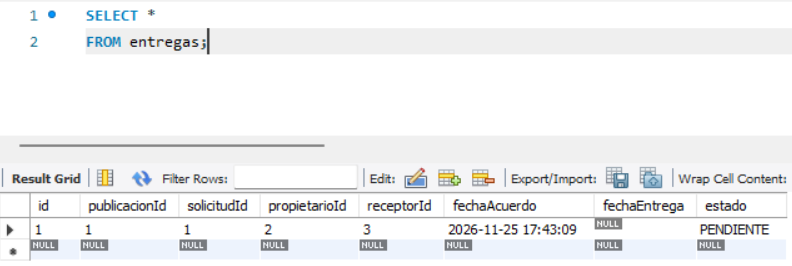 1 SELECT *
2 FROM entregas;
Result Grid Filter Rows: Edit: Export/Import: Wrap Cell Content:
id publicacionId solicitudId propietarioId receptorId fechaAcuerdo fechaEntrega estado
1 1 1 2 3 2026-11-25 17:43:09 NULL PENDIENTE
NULL NULL NULL NULL NULL NULL NULL NULL